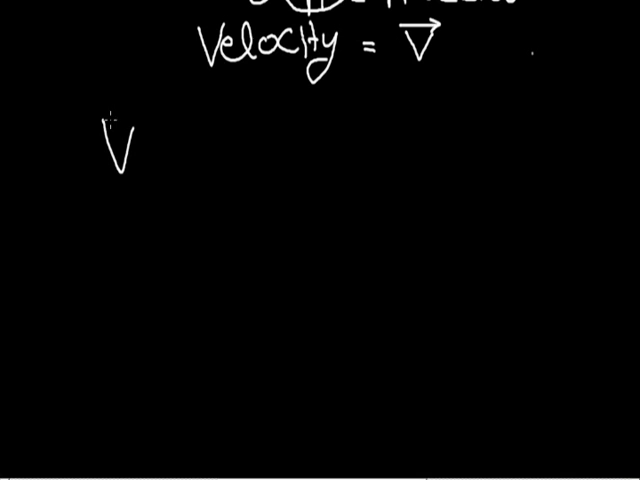 Velocity = V⃗
V